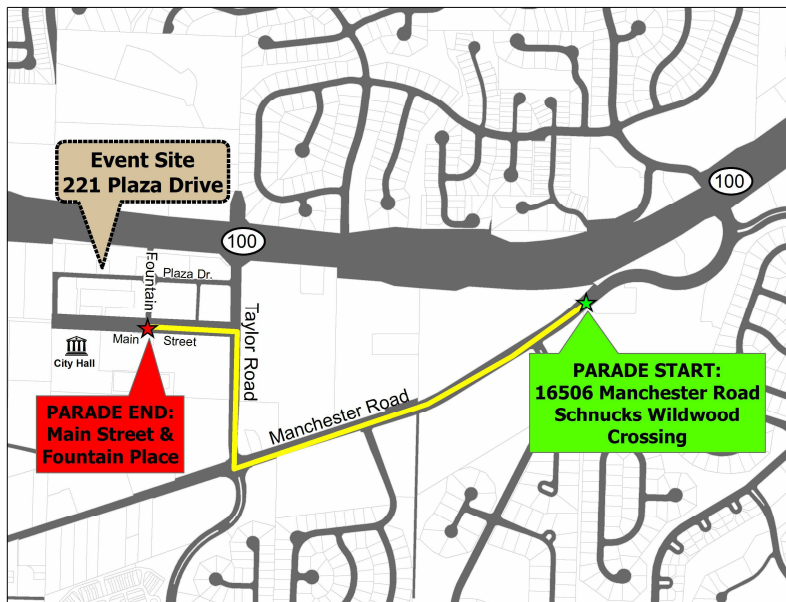 Event Site
221 Plaza Drive
100
100
Fountain
Plaza Dr.
Main Street
City Hall
Taylor Road
Manchester Road
PARADE END:
Main Street &
Fountain Place
PARADE START:
16506 Manchester Road
Schnucks Wildwood
Crossing